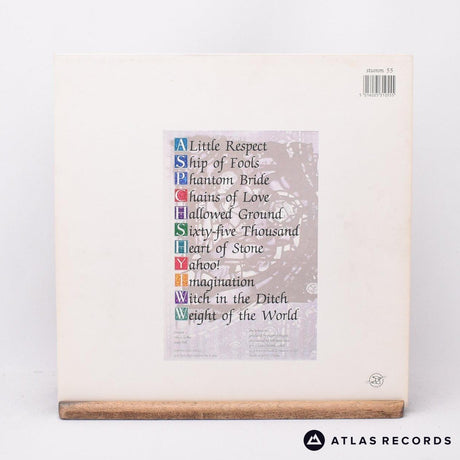 stumm 55
A Little Respect
Ship of Fools
Phantom Bride
Chains of Love
Hallowed Ground
Sixty-five Thousand
Heart of Stone
Yahoo!
Imagination
Witch in the Ditch
Weight of the World
ATLAS RECORDS